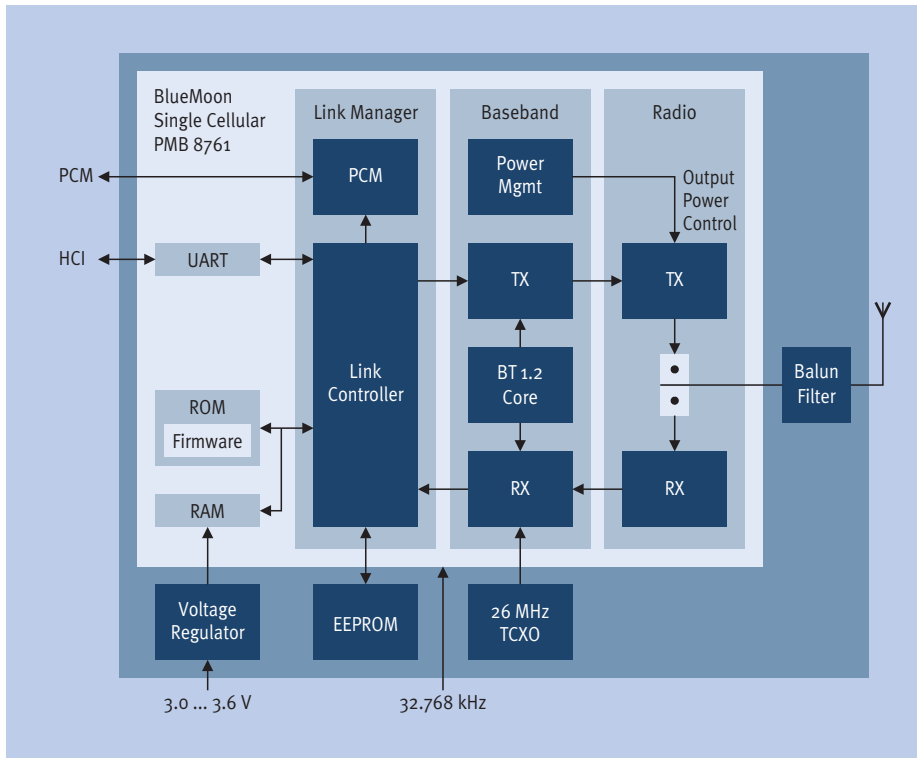 BlueMoon
Single Cellular
PMB 8761
Link Manager
Baseband
Radio
PCM
PCM
Power
Mgmt
Output
Power
Control
HCI
UART
TX
TX
Link
Controller
BT 1.2
Core
Balun
Filter
ROM
Firmware
RX
RX
RAM
Voltage
Regulator
EEPROM
26 MHz
TCXO
3.0 ... 3.6 V
32.768 kHz